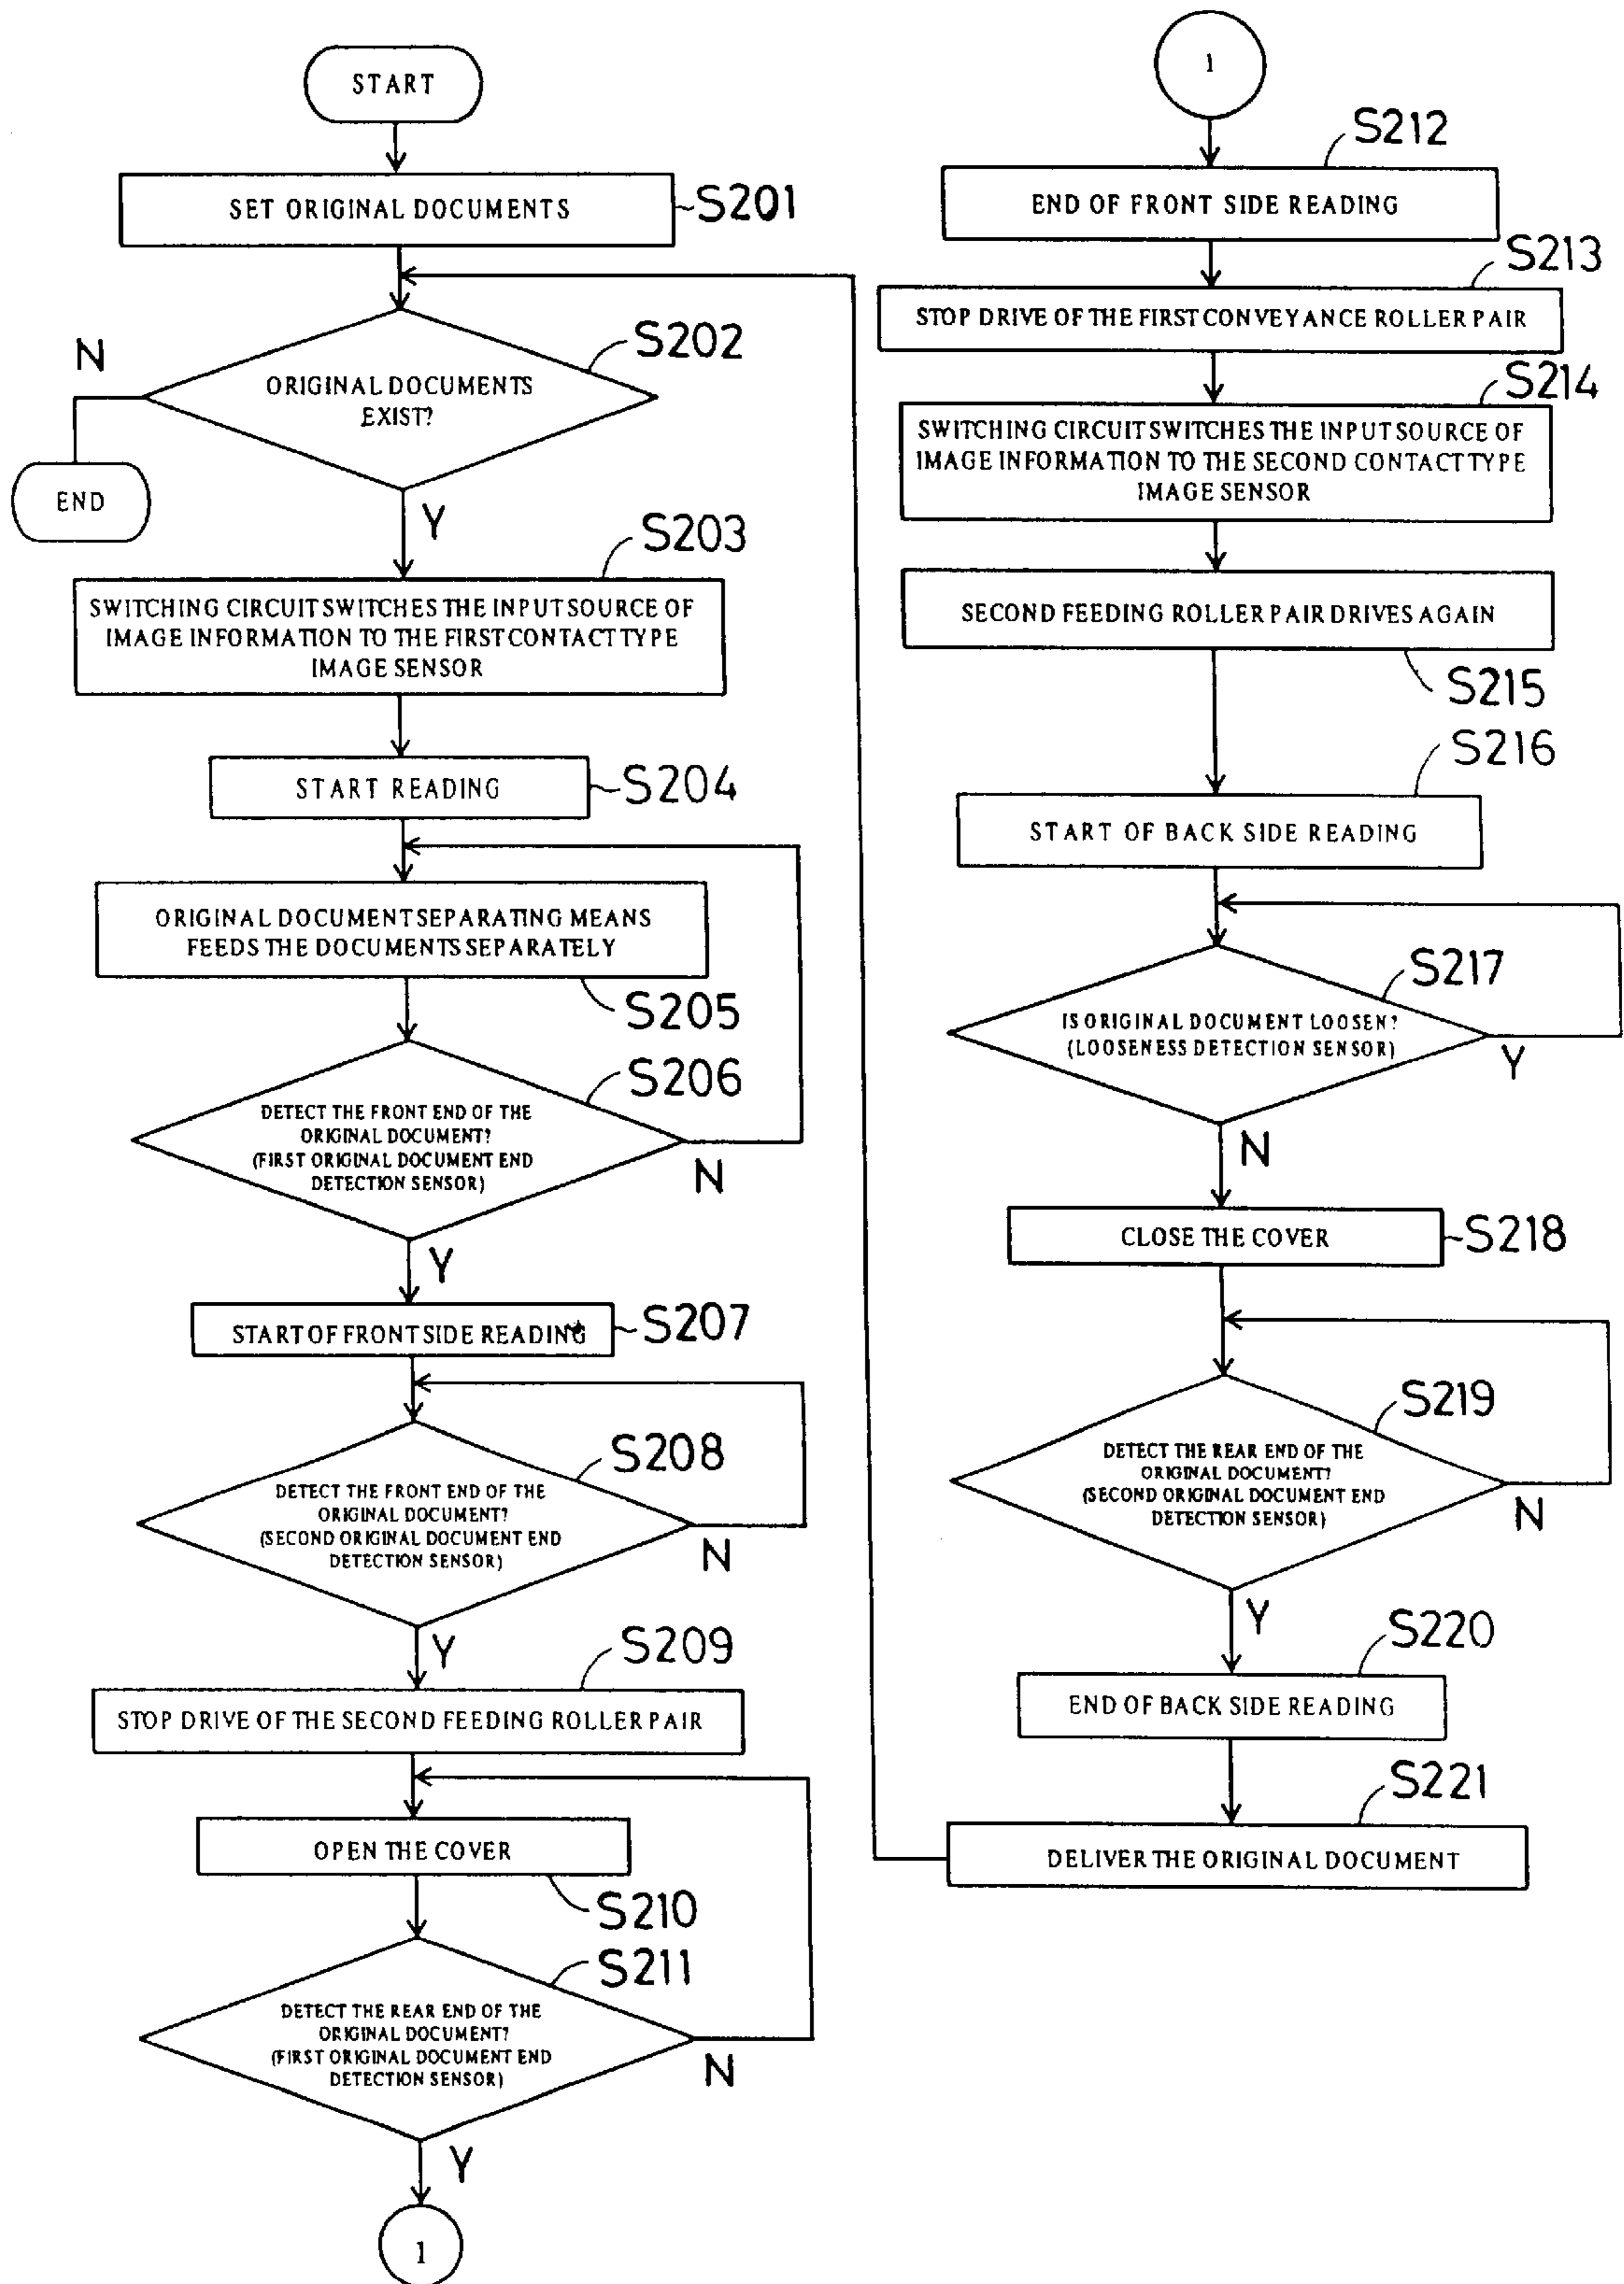 START
SET ORIGINAL DOCUMENTS
S201
S202
N
ORIGINAL DOCUMENTS
EXIST?
END
Y
S203
SWITCHING CIRCUIT SWITCHES THE INPUT SOURCE OF
IMAGE INFORMATION TO THE FIRST CONTACT TYPE
IMAGE SENSOR
START READING
S204
ORIGINAL DOCUMENT SEPARATING MEANS
FEEDS THE DOCUMENTS SEPARATELY
S205
S206
DETECT THE FRONT END OF THE
ORIGINAL DOCUMENT?
(FIRST ORIGINAL DOCUMENT END
DETECTION SENSOR)
N
Y
START OF FRONT SIDE READING
S207
S208
DETECT THE FRONT END OF THE
ORIGINAL DOCUMENT?
(SECOND ORIGINAL DOCUMENT END
DETECTION SENSOR)
N
Y
S209
STOP DRIVE OF THE SECOND FEEDING ROLLER PAIR
OPEN THE COVER
S210
S211
DETECT THE REAR END OF THE
ORIGINAL DOCUMENT?
(FIRST ORIGINAL DOCUMENT END
DETECTION SENSOR)
N
Y
1
1
S212
END OF FRONT SIDE READING
S213
STOP DRIVE OF THE FIRST CONVEYANCE ROLLER PAIR
S214
SWITCHING CIRCUIT SWITCHES THE INPUT SOURCE OF
IMAGE INFORMATION TO THE SECOND CONTACT TYPE
IMAGE SENSOR
SECOND FEEDING ROLLER PAIR DRIVES AGAIN
S215
S216
START OF BACK SIDE READING
S217
IS ORIGINAL DOCUMENT LOOSEN?
(LOOSENESS DETECTION SENSOR)
Y
N
CLOSE THE COVER
S218
S219
DETECT THE REAR END OF THE
ORIGINAL DOCUMENT?
(SECOND ORIGINAL DOCUMENT END
DETECTION SENSOR)
N
Y
S220
END OF BACK SIDE READING
S221
DELIVER THE ORIGINAL DOCUMENT